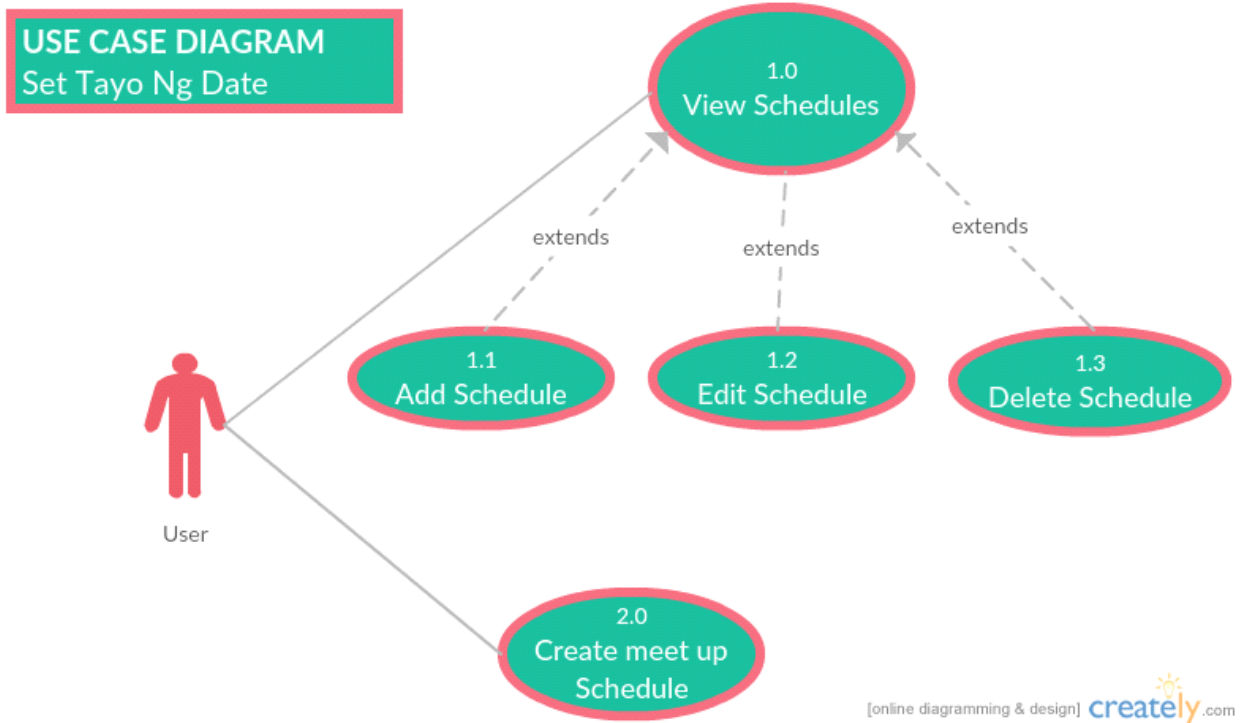 USE CASE DIAGRAM
Set Tayo Ng Date
1.0
View Schedules
extends
extends
extends
1.1
Add Schedule
1.2
Edit Schedule
1.3
Delete Schedule
User
2.0
Create meet up
Schedule
[online diagramming & design] creately.com